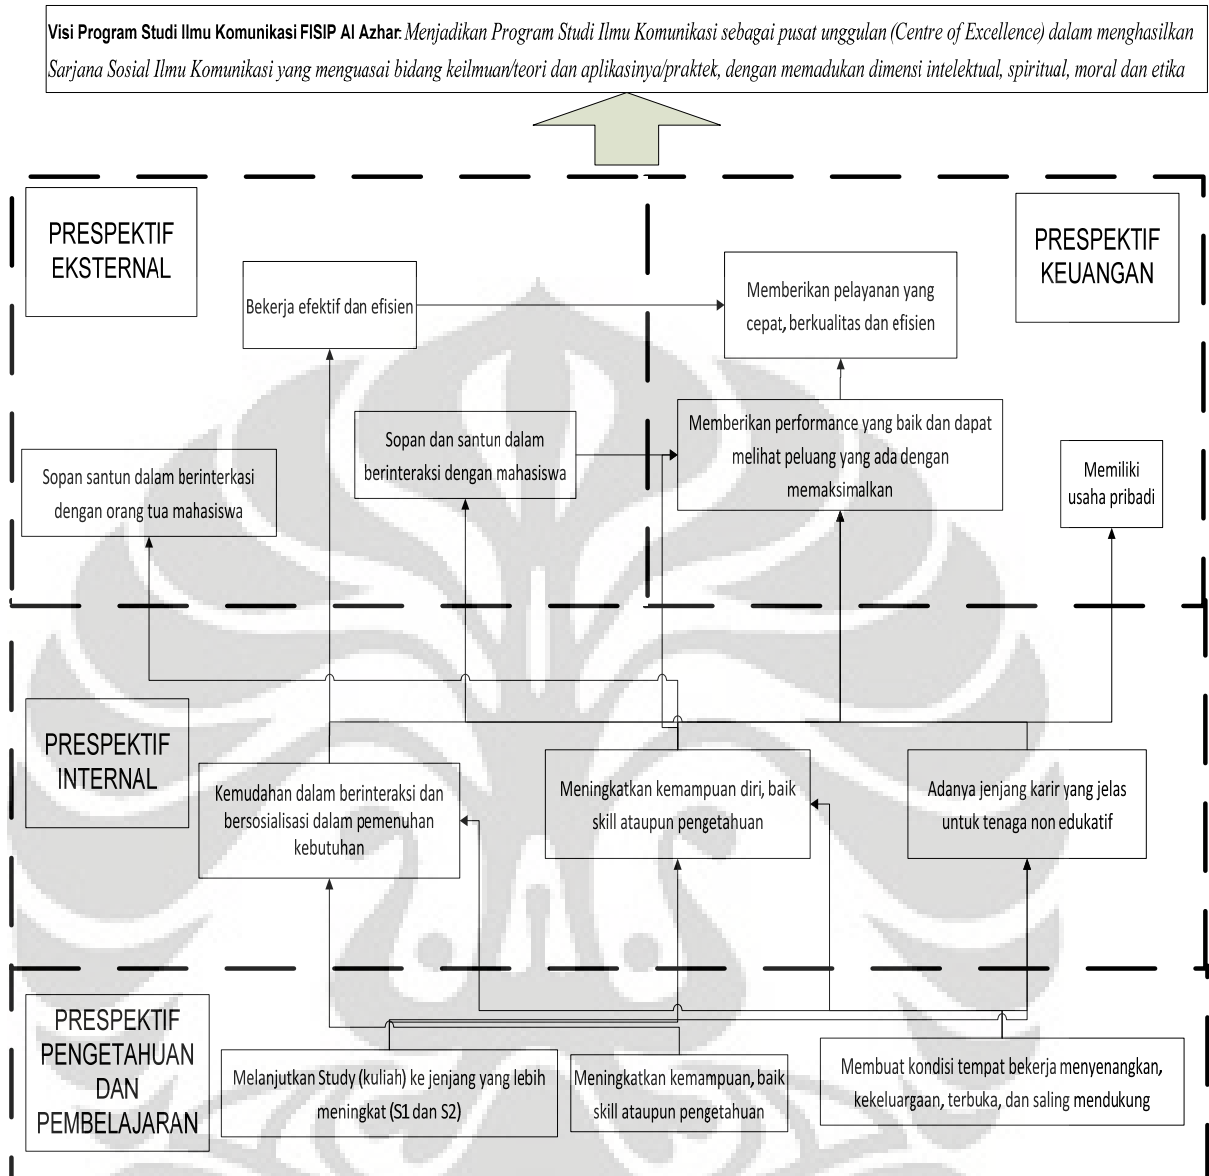 Visi Program Studi Ilmu Komunikasi FISIP Al Azhar: Menjadikan Program Studi Ilmu Komunikasi sebagai pusat unggulan (Centre of Excellence) dalam menghasilkan
Sarjana Sosial Ilmu Komunikasi yang menguasai bidang keilmuan/teori dan aplikasinya/praktek, dengan memadukan dimensi intelektual, spiritual, moral dan etika
PRESPEKTIF
EKSTERNAL
PRESPEKTIF
KEUANGAN
Bekerja efektif dan efisien
Memberikan pelayanan yang
cepat, berkualitas dan efisien
Sopan santun dalam berinterkasi
dengan orang tua mahasiswa
Sopan dan santun dalam
berinteraksi dengan mahasiswa
Memberikan performance yang baik dan dapat
melihat peluang yang ada dengan
memaksimalkan
Memiliki
usaha pribadi
PRESPEKTIF
INTERNAL
Kemudahan dalam berinteraksi dan
bersosialisasi dalam pemenuhan
kebutuhan
Meningkatkan kemampuan diri, baik
skill ataupun pengetahuan
Adanya jenjang karir yang jelas
untuk tenaga non edukatif
PRESPEKTIF
PENGETAHUAN
DAN
PEMBELAJARAN
Melanjutkan Study (kuliah) ke jenjang yang lebih
meningkat (S1 dan S2)
Meningkatkan kemampuan, baik
skill ataupun pengetahuan
Membuat kondisi tempat bekerja menyenangkan,
kekeluargaan, terbuka, dan saling mendukung